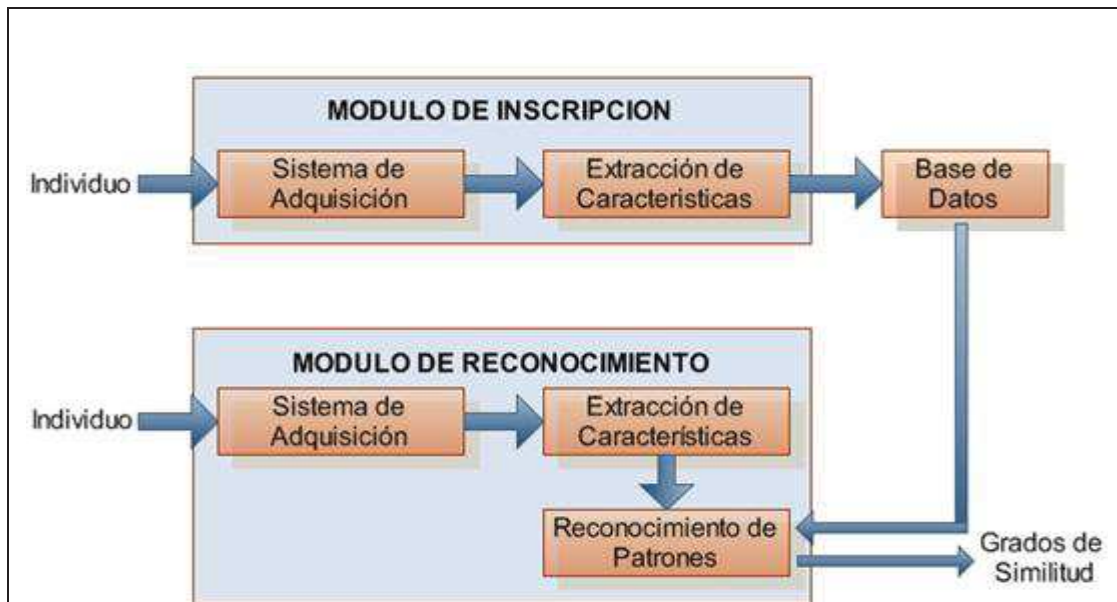 MODULO DE INSCRIPCION
Individuo
Sistema de
Adquisición
Extracción de
Caracteristicas
Base de
Datos
MODULO DE RECONOCIMIENTO
Individuo
Sistema de
Adquisición
Extracción de
Características
Reconocimiento de
Patrones
Grados de
Similitud